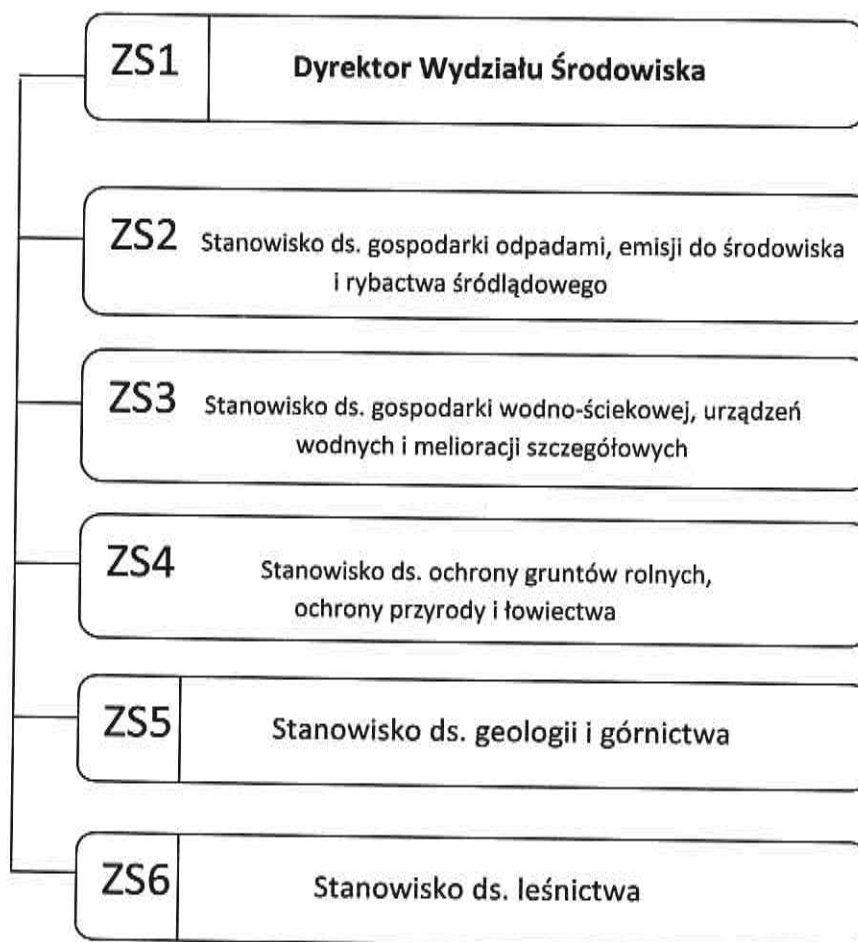 ZS1 Dyrektor Wydziału Środowiska
ZS2 Stanowisko ds. gospodarki odpadami, emisji do środowiska
i rybactwa śródlądowego
ZS3 Stanowisko ds. gospodarki wodno-ściekowej, urządzeń
wodnych i melioracji szczegółowych
ZS4 Stanowisko ds. ochrony gruntów rolnych,
ochrony przyrody i łowiectwa
ZS5 Stanowisko ds. geologii i górnictwa
ZS6 Stanowisko ds. leśnictwa